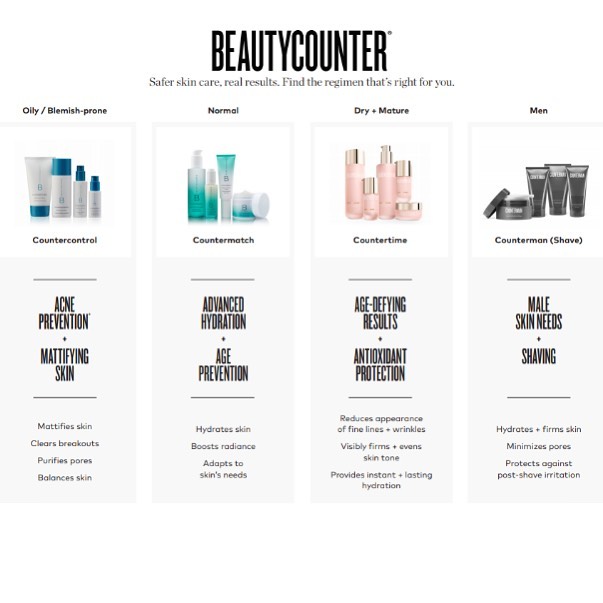 BEAUTYCOUNTER®
Safer skin care, real results. Find the regimen that's right for you.
Oily / Blemish-prone
Normal
Dry + Mature
Men
Countercontrol
Countermatch
Countertime
Counterman (Shave)
ACNE
PREVENTION*
+
MATTIFYING
SKIN
ADVANCED
HYDRATION
+
AGE
PREVENTION
AGE-DEFYING
RESULTS
+
ANTIOXIDANT
PROTECTION
MALE
SKIN NEEDS
+
SHAVING
Mattifies skin
Clears breakouts
Purifies pores
Balances skin
Hydrates skin
Boosts radiance
Adapts to
skin's needs
Reduces appearance
of fine lines + wrinkles
Visibly firms + evens
skin tone
Provides instant + lasting
hydration
Hydrates + firms skin
Minimizes pores
Protects against
post-shave irritation